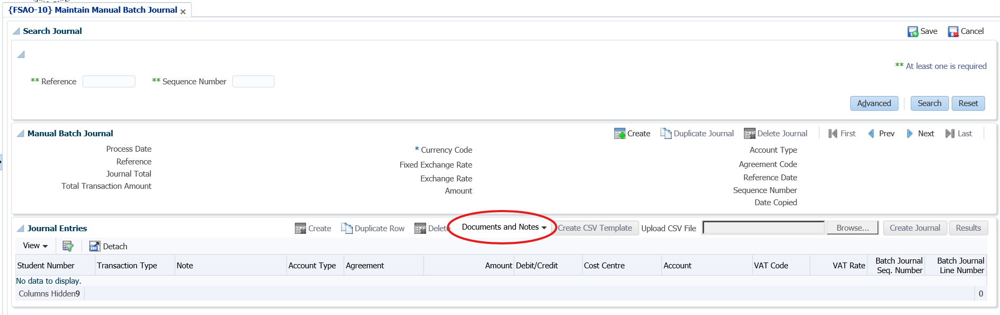 {FSAO-10} Maintain Manual Batch Journal
Search Journal
Save
Cancel
** At least one is required
** Reference
** Sequence Number
Advanced
Search
Reset
Manual Batch Journal
Create
Duplicate Journal
Delete Journal
First
Prev
Next
Last
Process Date
* Currency Code
Account Type
Reference
Fixed Exchange Rate
Agreement Code
Journal Total
Exchange Rate
Reference Date
Total Transaction Amount
Amount
Sequence Number
Date Copied
Journal Entries
Create
Duplicate Row
Delete
Documents and Notes
Create CSV Template
Upload CSV File
Browse...
Create Journal
Results
View
Detach
Student Number
Transaction Type
Note
Account Type
Agreement
Amount
Debit/Credit
Cost Centre
Account
VAT Code
VAT Rate
Batch Journal
Seq. Number
Batch Journal
Line Number
No data to display.
Columns Hidden9
0